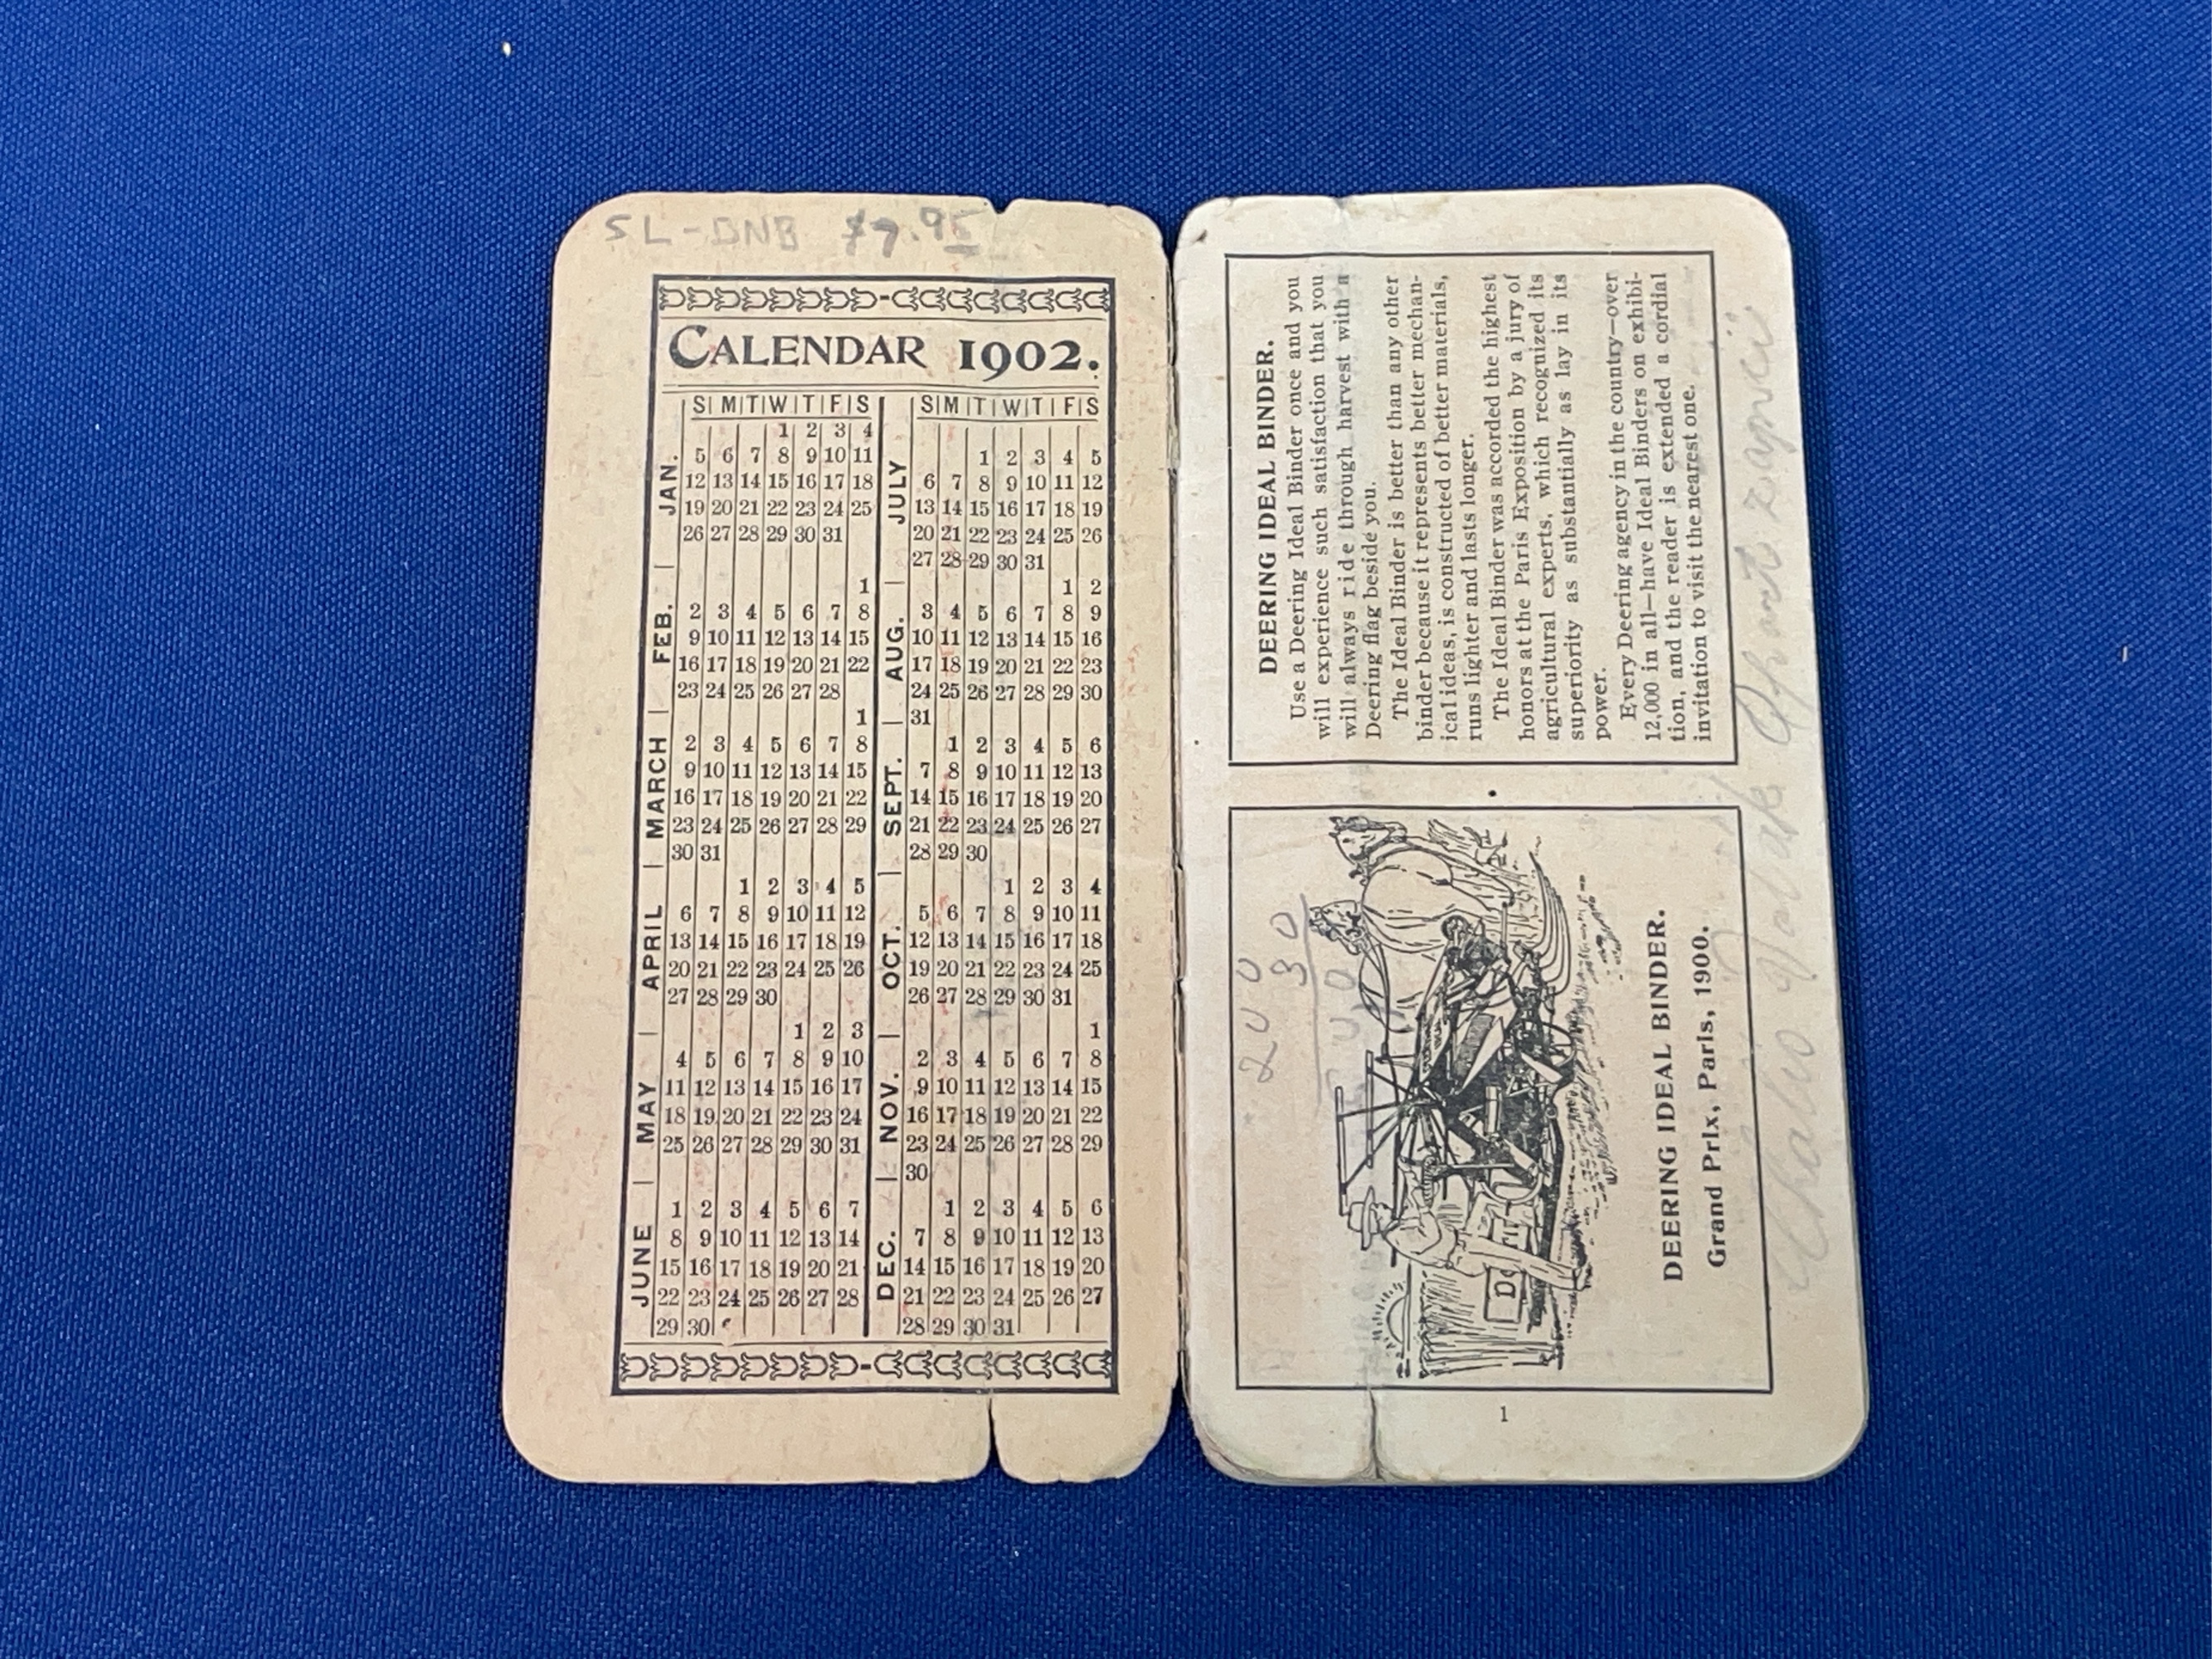 SL-DNB $7.95
CALENDAR 1902.
S M T W T F S
JAN.
1 2 3 4
5 6 7 8 9 10 11
12 13 14 15 16 17 18
19 20 21 22 23 24 25
26 27 28 29 30 31
FEB.
1
2 3 4 5 6 7 8
9 10 11 12 13 14 15
16 17 18 19 20 21 22
23 24 25 26 27 28
MARCH
1
2 3 4 5 6 7 8
9 10 11 12 13 14 15
16 17 18 19 20 21 22
23 24 25 26 27 28 29
30 31
APRIL
1 2 3 4 5
6 7 8 9 10 11 12
13 14 15 16 17 18 19
20 21 22 23 24 25 26
27 28 29 30
MAY
1 2 3
4 5 6 7 8 9 10
11 12 13 14 15 16 17
18 19 20 21 22 23 24
25 26 27 28 29 30 31
JUNE
1 2 3 4 5 6 7
8 9 10 11 12 13 14
15 16 17 18 19 20 21
22 23 24 25 26 27 28
29 30
S M T W T F S
JULY
1 2 3 4 5
6 7 8 9 10 11 12
13 14 15 16 17 18 19
20 21 22 23 24 25 26
27 28 29 30 31
AUG.
1 2
3 4 5 6 7 8 9
10 11 12 13 14 15 16
17 18 19 20 21 22 23
24 25 26 27 28 29 30
31
SEPT.
1 2 3 4 5 6
7 8 9 10 11 12 13
14 15 16 17 18 19 20
21 22 23 24 25 26 27
28 29 30
OCT.
1 2 3 4
5 6 7 8 9 10 11
12 13 14 15 16 17 18
19 20 21 22 23 24 25
26 27 28 29 30 31
NOV.
1
2 3 4 5 6 7 8
9 10 11 12 13 14 15
16 17 18 19 20 21 22
23 24 25 26 27 28 29
30
DEC.
1 2 3 4 5 6
7 8 9 10 11 12 13
14 15 16 17 18 19 20
21 22 23 24 25 26 27
28 29 30 31
200
30
DEERING IDEAL BINDER.
Grand Prix, Paris, 1900.
1
DEERING IDEAL BINDER.
Use a Deering Ideal Binder once and you
will experience such satisfaction that you
will always ride through harvest with a
Deering flag beside you.
The Ideal Binder is better than any other
binder because it represents better mechan-
ical ideas, is constructed of better materials,
runs lighter and lasts longer.
The Ideal Binder was accorded the highest
honors at the Paris Exposition by a jury of
agricultural experts, which recognized its
superiority as substantially as lay in its
power.
Every Deering agency in the country—over
12,000 in all—have Ideal Binders on exhibi-
tion, and the reader is extended a cordial
invitation to visit the nearest one.